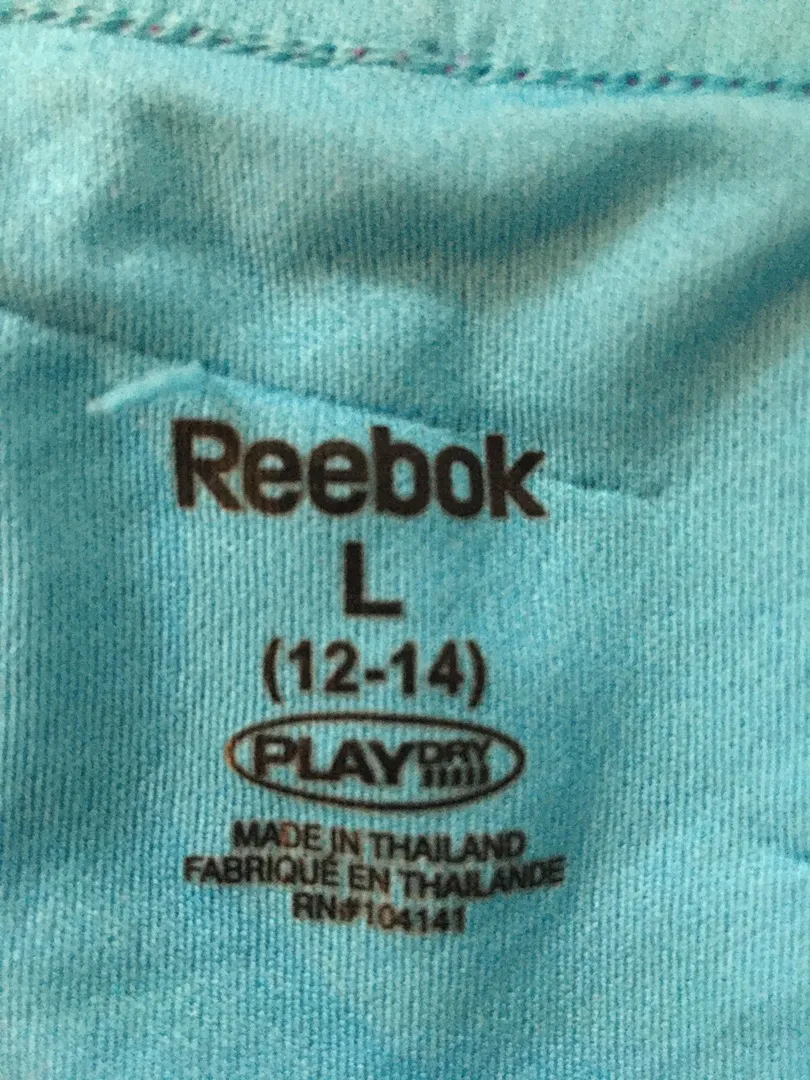 Reebok
L
(12-14)
PLAYDRY
MADE IN THAILAND
FABRIQUÉ EN THAILANDE
RN#104141